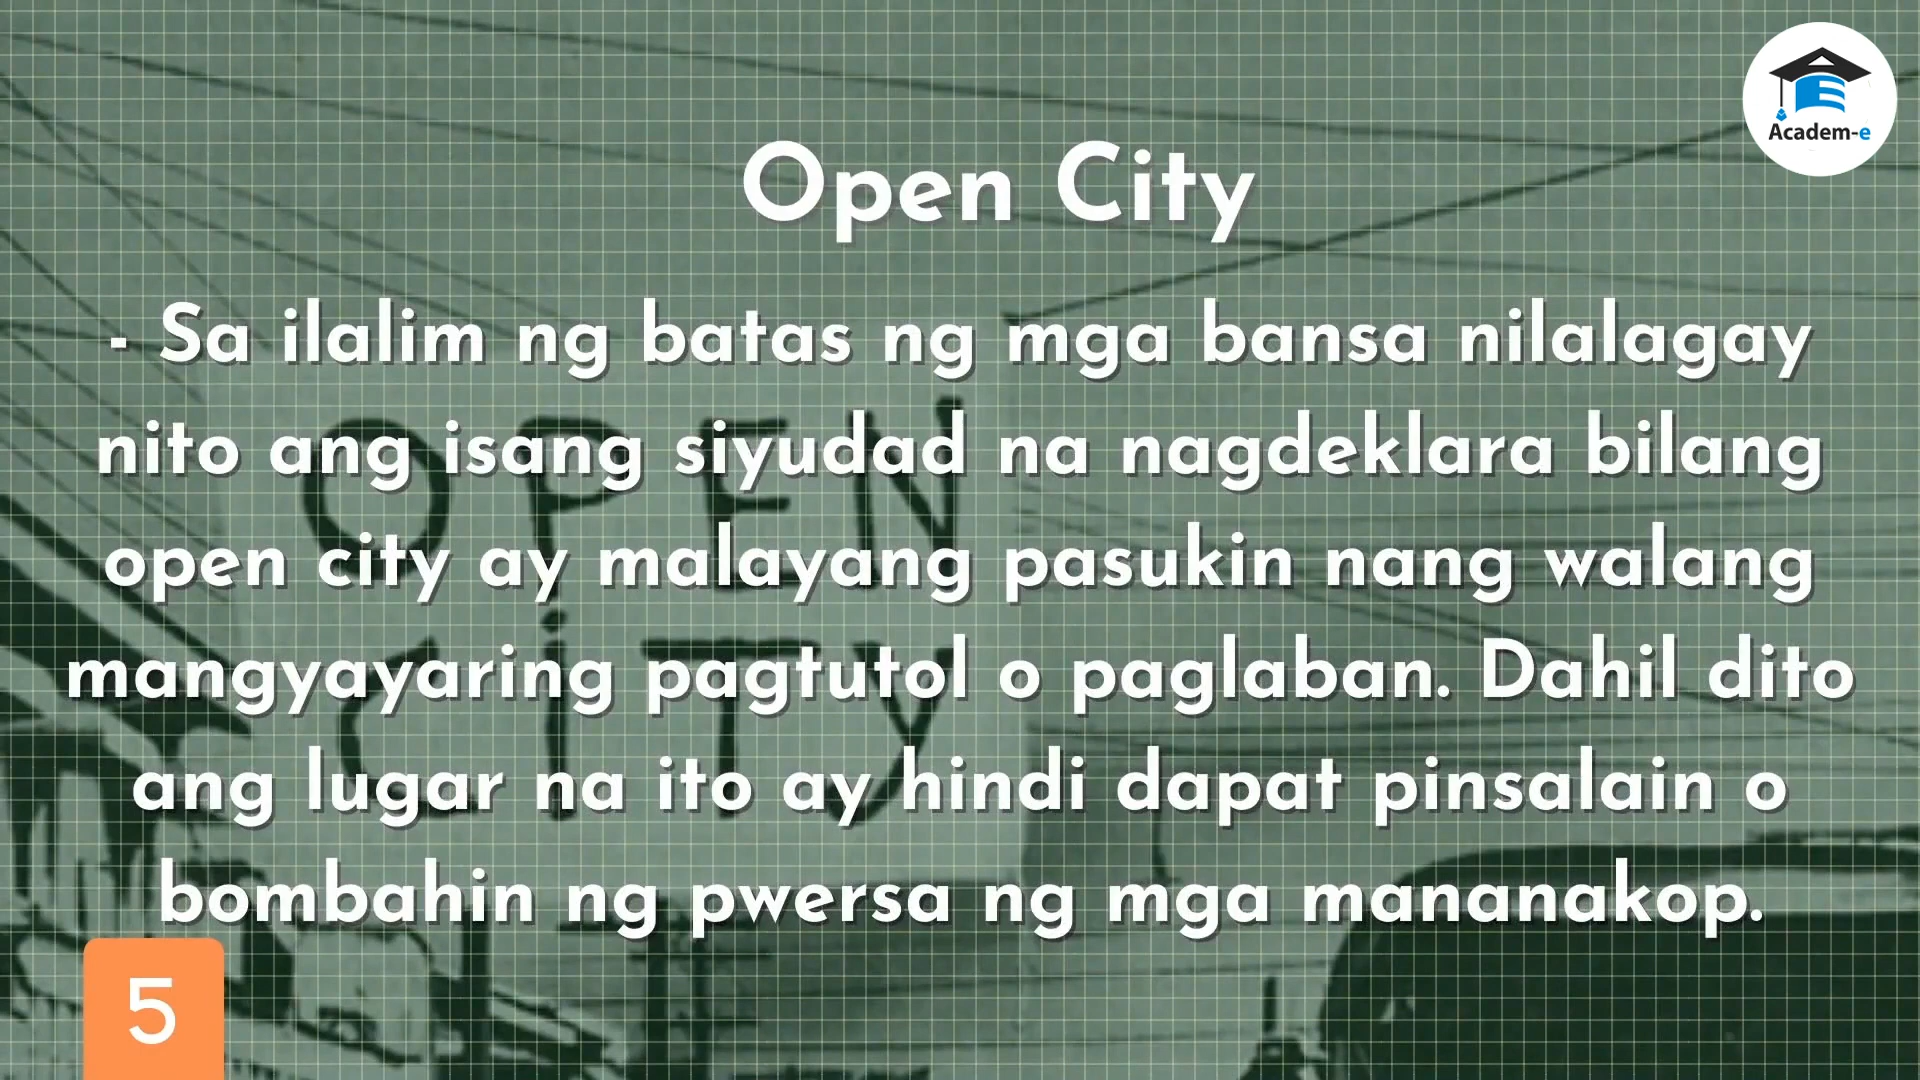 Academ-e
Open City
- Sa ilalim ng batas ng mga bansa nilalagay
nito ang isang siyudad na nagdeklara bilang
open city ay malayang pasukin nang walang
mangyayaring pagtutol o paglaban. Dahil dito
ang lugar na ito ay hindi dapat pinsalain o
bombahin ng pwersa ng mga mananakop.
OPEN
CiTy
5